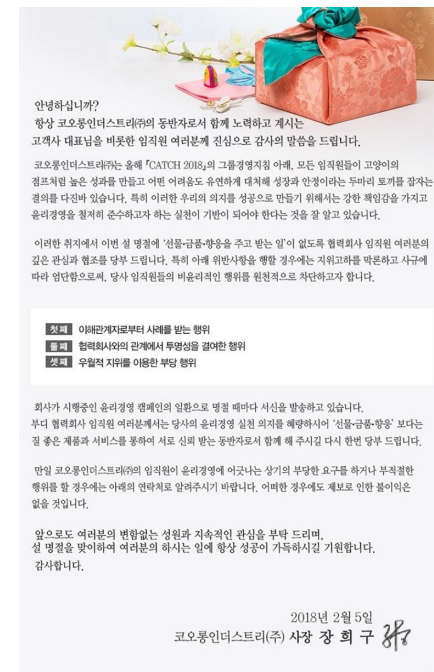 안녕하십니까?
항상 코오롱인더스트리㈜의 동반자로서 함께 노력하고 계시는
고객사 대표님을 비롯한 임직원 여러분께 진심으로 감사의 말씀을 드립니다.
코오롱인더스트리㈜는 올해 『CATCH 2018』의 그룹경영지침 아래, 모든 임직원들이 고양이의
점프처럼 높은 성과를 만들고 어떤 어려움도 유연하게 대처해 성장과 안정이라는 두마리 토끼를 잡자는
결의를 다진바 있습니다. 특히 이러한 우리의 의지를 성공으로 만들기 위해서는 강한 책임감을 가지고
윤리경영을 철저히 준수하고자 하는 실천이 기반이 되어야 한다는 것을 잘 알고 있습니다.
이러한 취지에서 이번 설 명절에 '선물·금품·향응을 주고 받는 일'이 없도록 협력회사 임직원 여러분의
깊은 관심과 협조를 당부 드립니다. 특히 아래 위반사항을 행할 경우에는 지위고하를 막론하고 사규에
따라 엄단함으로써, 당사 임직원들의 비윤리적인 행위를 원천적으로 차단하고자 합니다.
첫째 이해관계자로부터 사례를 받는 행위
둘째 협력회사와의 관계에서 투명성을 결여한 행위
셋째 우월적 지위를 이용한 부당 행위
회사가 시행중인 윤리경영 캠페인의 일환으로 명절 때마다 서신을 발송하고 있습니다.
부디 협력회사 임직원 여러분께서는 당사의 윤리경영 실천 의지를 혜량하시어 '선물·금품·향응' 보다는
질 좋은 제품과 서비스를 통하여 서로 신뢰 받는 동반자로서 함께 해 주시길 다시 한번 당부 드립니다.
만일 코오롱인더스트리㈜의 임직원이 윤리경영에 어긋나는 상기의 부당한 요구를 하거나 부적절한
행위를 할 경우에는 아래의 연락처로 알려주시기 바랍니다. 어떠한 경우에도 제보로 인한 불이익은
없을 것입니다.
앞으로도 여러분의 변함없는 성원과 지속적인 관심을 부탁 드리며,
설 명절을 맞이하여 여러분의 하시는 일에 항상 성공이 가득하시길 기원합니다.
감사합니다.
2018년 2월 5일
코오롱인더스트리(주) 사장 장 희 구